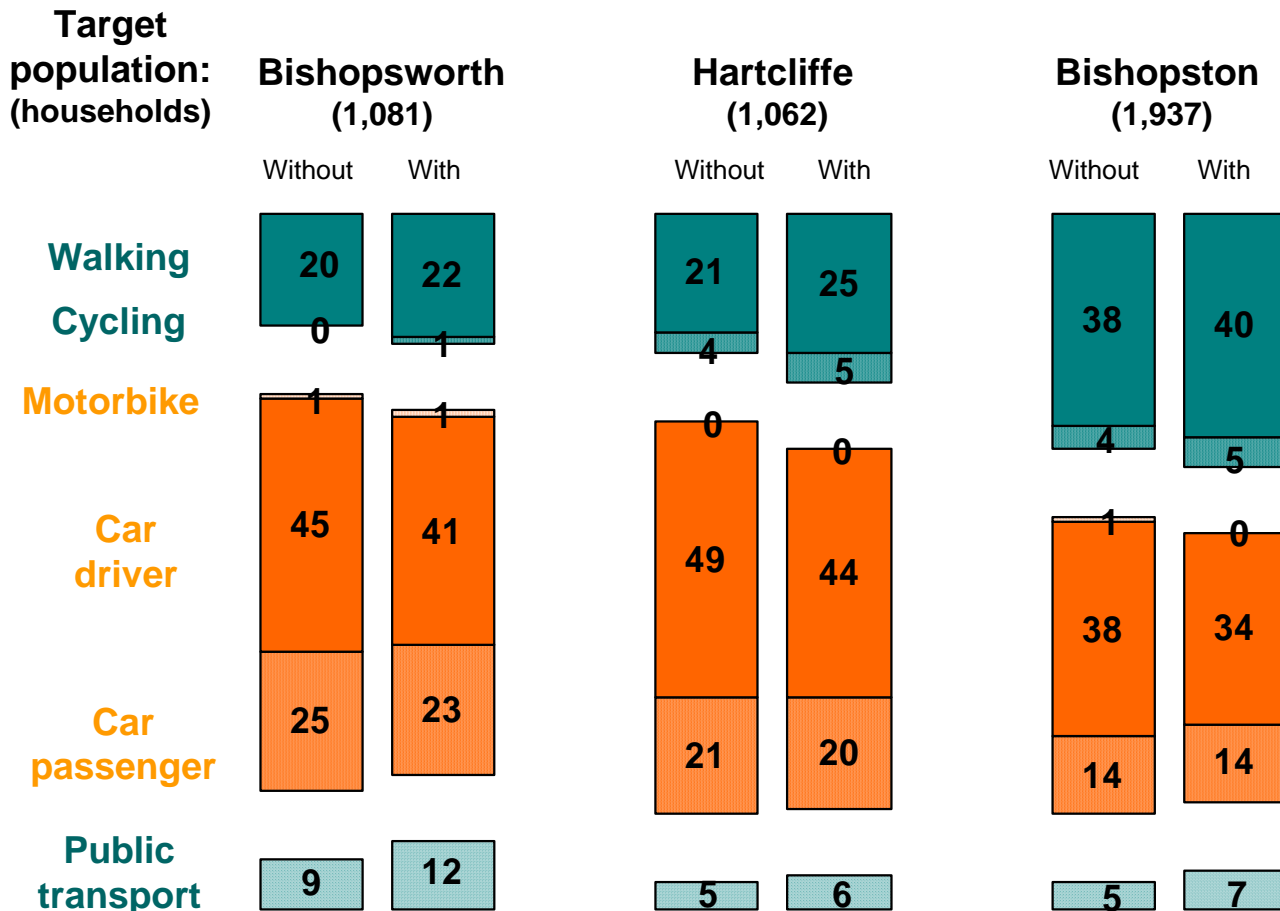 Target
population:
(households)
Bishopsworth
(1,081)
Hartcliffe
(1,062)
Bishopston
(1,937)
Without With Without With Without With
Walking 20 22 21 25 38 40
Cycling 0 1 4 5 4 5
Motorbike 1 1 0 0 1 0
Car
driver
45 41 49 44 38 34
Car
passenger
25 23 21 20 14 14
Public
transport
9 12 5 6 5 7